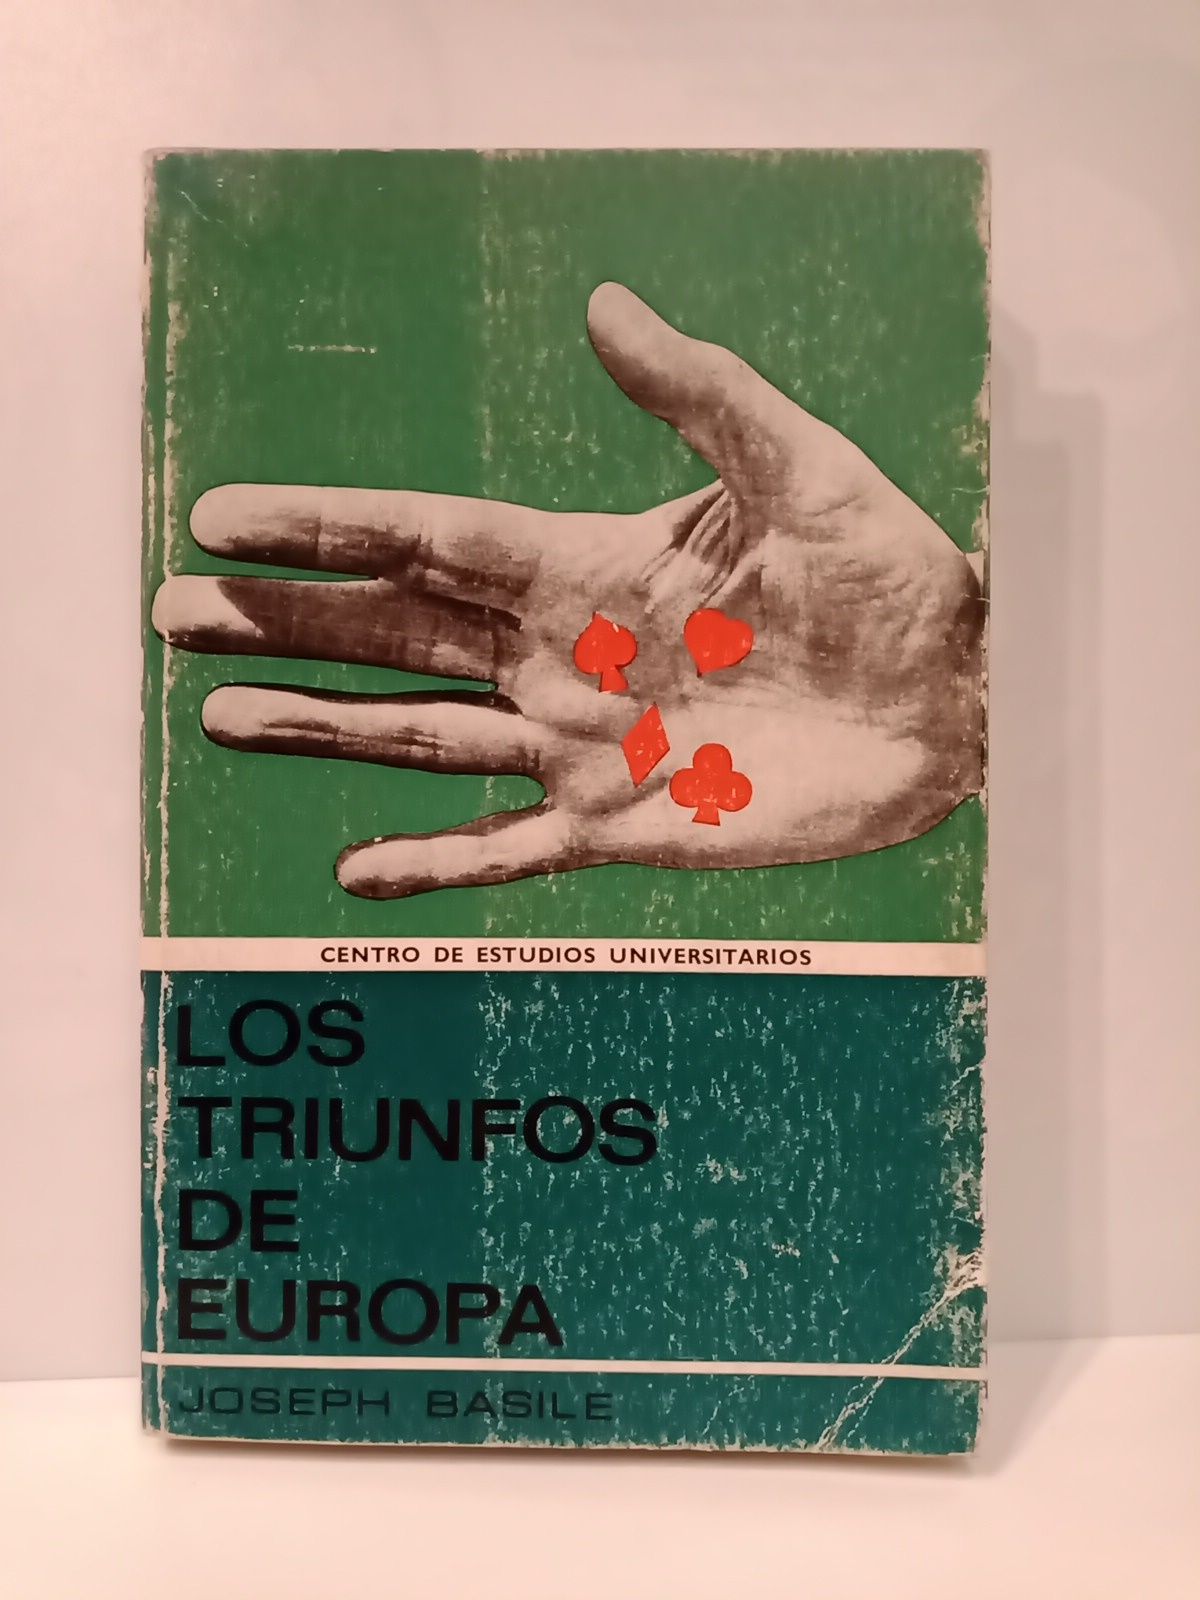 CENTRO DE ESTUDIOS UNIVERSITARIOS
LOS
TRIUNFOS
DE
EUROPA
JOSEPH BASILE